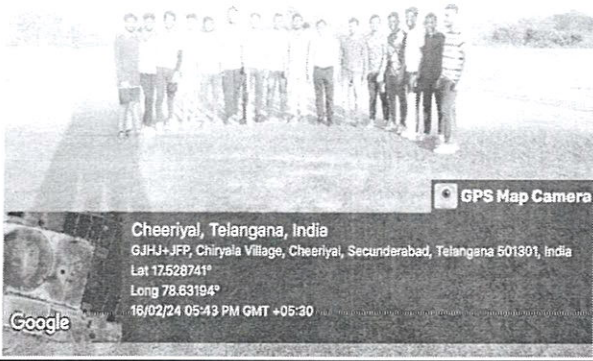 GPS Map Camera
Cheeriyal, Telangana, India
GJHJ+JFP, Chiryala Village, Cheeriyal, Secunderabad, Telangana 501301, India
Lat 17.528741°
Long 78.63194°
16/02/24 05:43 PM GMT +05:30
Google